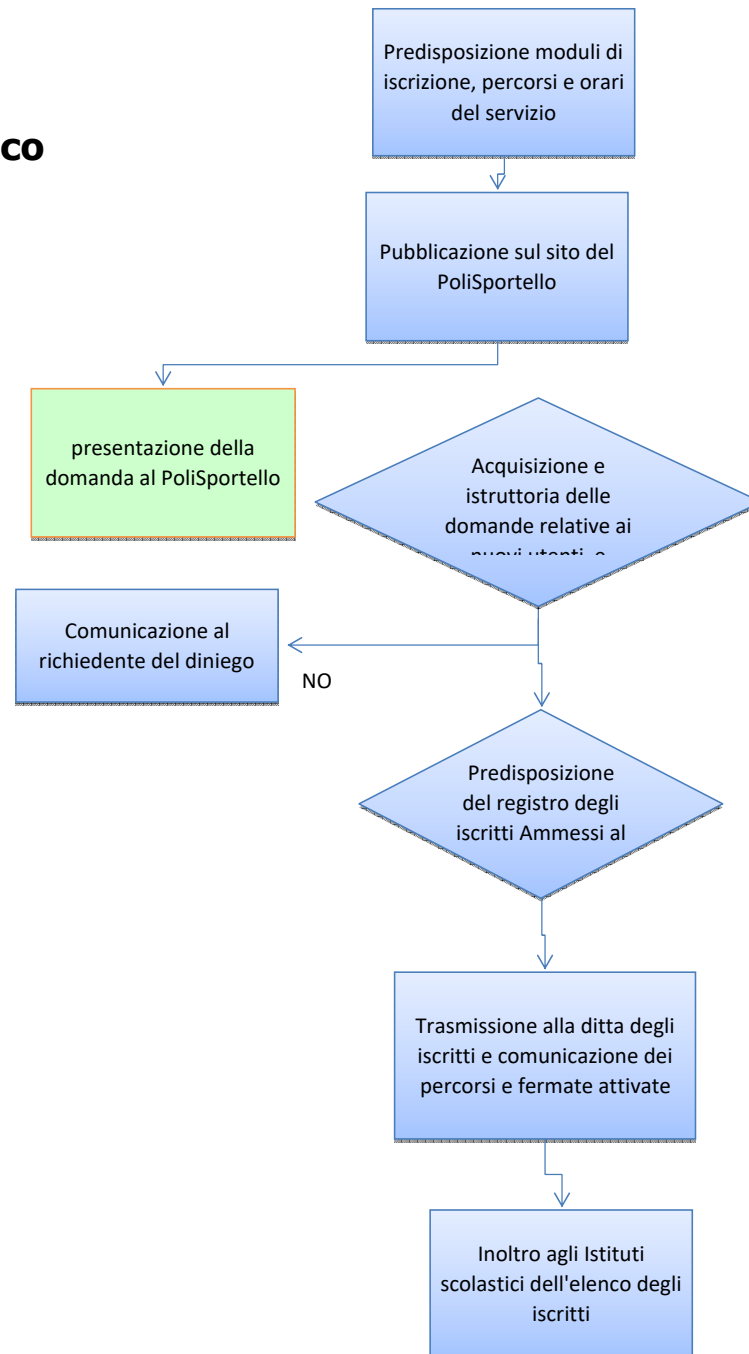 Predisposizione moduli di
iscrizione, percorsi e orari
del servizio
co
Pubblicazione sul sito del
PoliSportello
presentazione della
domanda al PoliSportello
Acquisizione e
istruttoria delle
domande relative ai
nuovi utenti, e
Comunicazione al
richiedente del diniego
NO
Predisposizione
del registro degli
iscritti Ammessi al
Trasmissione alla ditta degli
iscritti e comunicazione dei
percorsi e fermate attivate
Inoltro agli Istituti
scolastici dell'elenco degli
iscritti